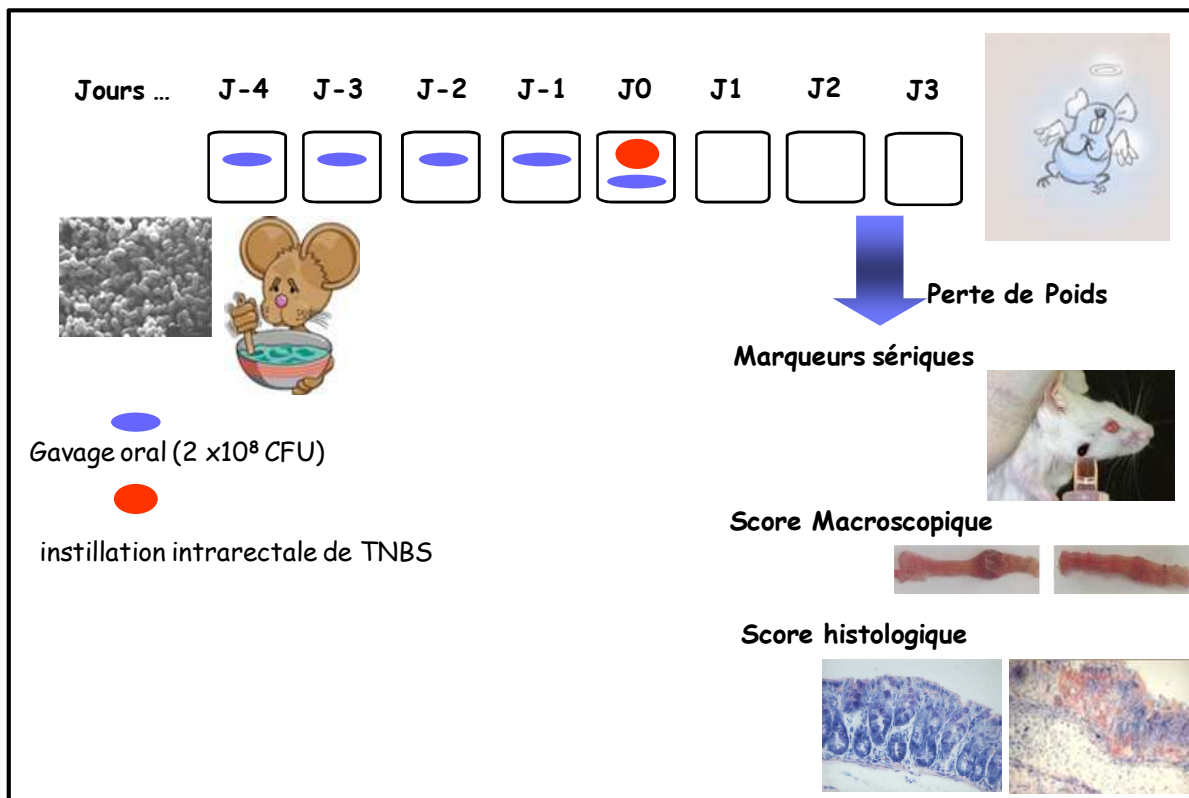 Jours … J-4 J-3 J-2 J-1 J0 J1 J2 J3
Perte de Poids
Marqueurs sériques
Gavage oral (2 x10⁸ CFU)
Score Macroscopique
instillation intrarectale de TNBS
Score histologique